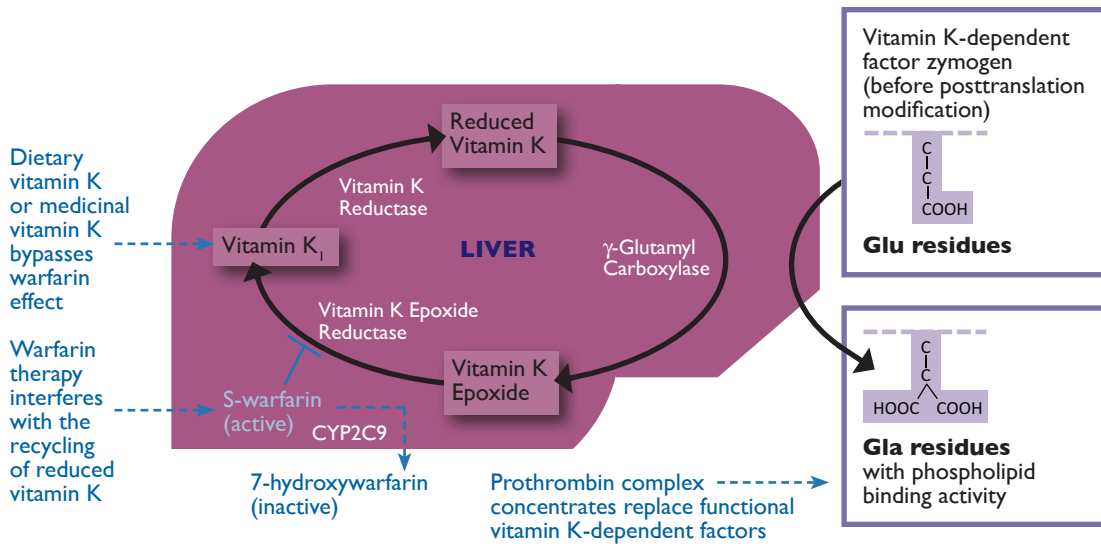 Vitamin K-dependent
factor zymogen
(before posttranslation
modification)
C
C
COOH
Glu residues
Reduced
Vitamin K
Dietary
vitamin K
or medicinal
vitamin K
bypasses
warfarin
effect
Vitamin K
Reductase
Vitamin K₁
LIVER
γ-Glutamyl
Carboxylase
Vitamin K Epoxide
Reductase
Vitamin K
Epoxide
Warfarin
therapy
interferes
with the
recycling
of reduced
vitamin K
S-warfarin
(active)
CYP2C9
7-hydroxywarfarin
(inactive)
Prothrombin complex
concentrates replace functional
vitamin K-dependent factors
C
C
HOOC COOH
Gla residues
with phospholipid
binding activity